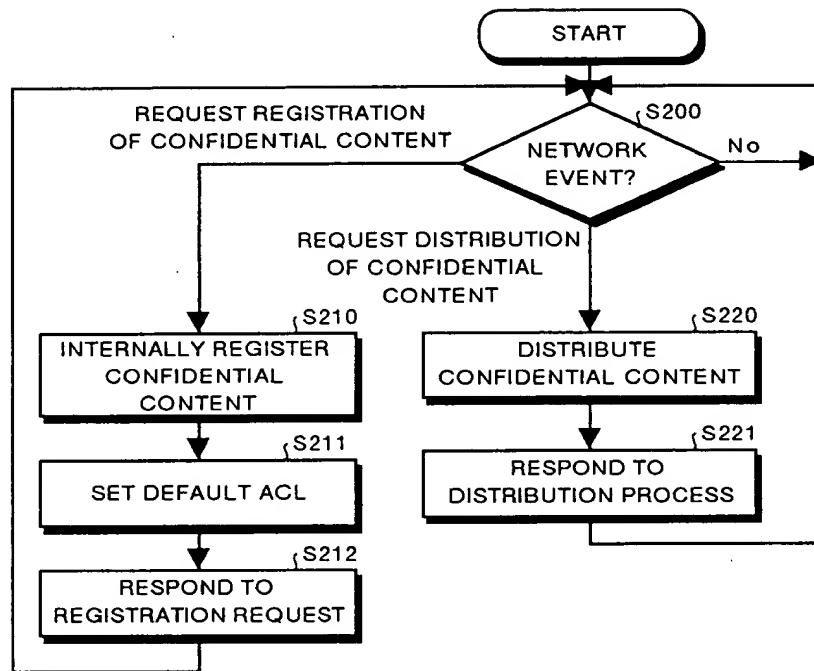 START
REQUEST REGISTRATION
OF CONFIDENTIAL CONTENT
S200
NETWORK
EVENT?
No
REQUEST DISTRIBUTION
OF CONFIDENTIAL
CONTENT
S210
INTERNALLY REGISTER
CONFIDENTIAL
CONTENT
S211
SET DEFAULT ACL
S212
RESPOND TO
REGISTRATION REQUEST
S220
DISTRIBUTE
CONFIDENTIAL CONTENT
S221
RESPOND TO
DISTRIBUTION PROCESS